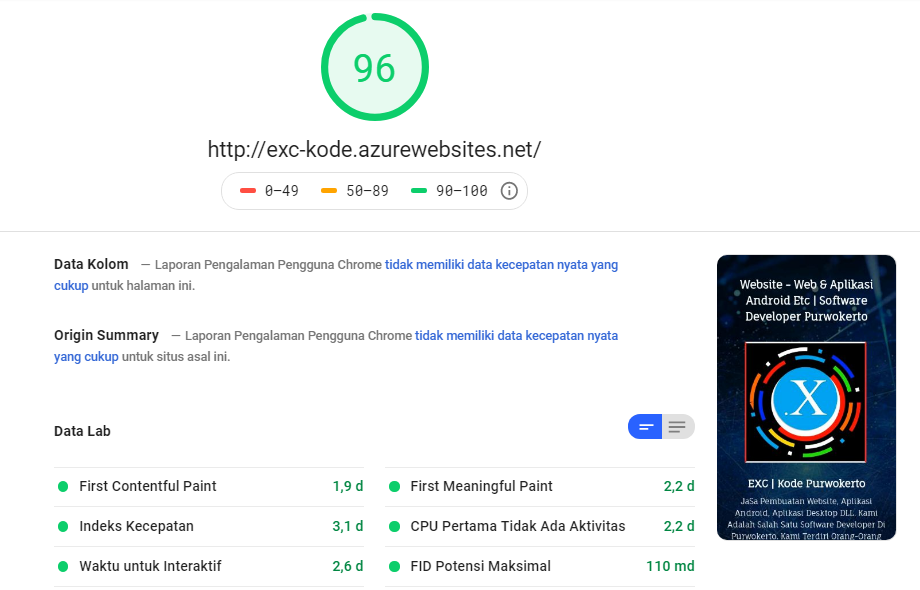 96
http://exc-kode.azurewebsites.net/
0–49 50–89 90–100
Data Kolom — Laporan Pengalaman Pengguna Chrome tidak memiliki data kecepatan nyata yang
cukup untuk halaman ini.
Origin Summary — Laporan Pengalaman Pengguna Chrome tidak memiliki data kecepatan nyata
yang cukup untuk situs asal ini.
Data Lab
First Contentful Paint 1,9 d
First Meaningful Paint 2,2 d
Indeks Kecepatan 3,1 d
CPU Pertama Tidak Ada Aktivitas 2,2 d
Waktu untuk Interaktif 2,6 d
FID Potensi Maksimal 110 md
Website - Web & Aplikasi
Android Etc | Software
Developer Purwokerto
.X
EXC | Kode Purwokerto
JaSa Pembuatan Website, Aplikasi
Android, Aplikasi Desktop DLL. Kami
Adalah Salah Satu Software Developer Di
Purwokerto. Kami Terdiri Orang-Orang